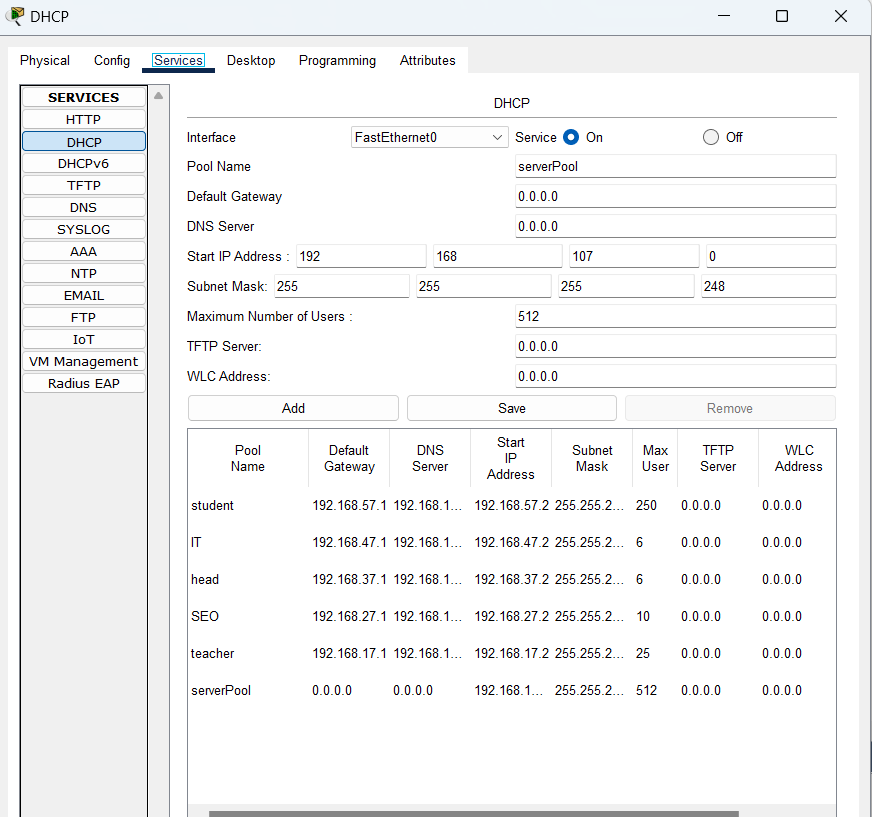 DHCP
Physical Config Services Desktop Programming Attributes
SERVICES
HTTP
DHCP
DHCPv6
TFTP
DNS
SYSLOG
AAA
NTP
EMAIL
FTP
IoT
VM Management
Radius EAP
DHCP
Interface FastEthernet0 Service On Off
Pool Name serverPool
Default Gateway 0.0.0.0
DNS Server 0.0.0.0
Start IP Address : 192 168 107 0
Subnet Mask: 255 255 255 248
Maximum Number of Users : 512
TFTP Server: 0.0.0.0
WLC Address: 0.0.0.0
Add Save Remove
Pool Name Default Gateway DNS Server Start IP Address Subnet Mask Max User TFTP Server WLC Address
student 192.168.57.1 192.168.1... 192.168.57.2 255.255.2... 250 0.0.0.0 0.0.0.0
IT 192.168.47.1 192.168.1... 192.168.47.2 255.255.2... 6 0.0.0.0 0.0.0.0
head 192.168.37.1 192.168.1... 192.168.37.2 255.255.2... 6 0.0.0.0 0.0.0.0
SEO 192.168.27.1 192.168.1... 192.168.27.2 255.255.2... 10 0.0.0.0 0.0.0.0
teacher 192.168.17.1 192.168.1... 192.168.17.2 255.255.2... 25 0.0.0.0 0.0.0.0
serverPool 0.0.0.0 0.0.0.0 192.168.1... 255.255.2... 512 0.0.0.0 0.0.0.0